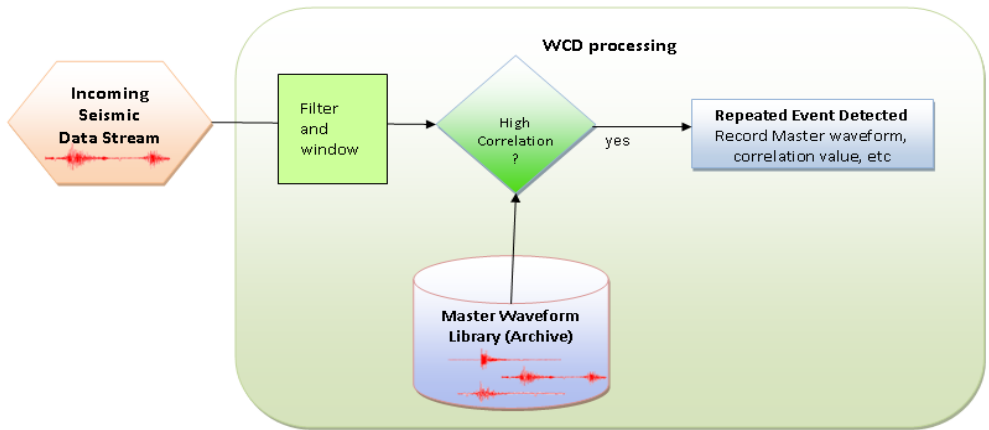 WCD processing
Incoming
Seismic
Data Stream
Filter
and
window
High
Correlation
?
yes
Repeated Event Detected
Record Master waveform,
correlation value, etc
Master Waveform
Library (Archive)